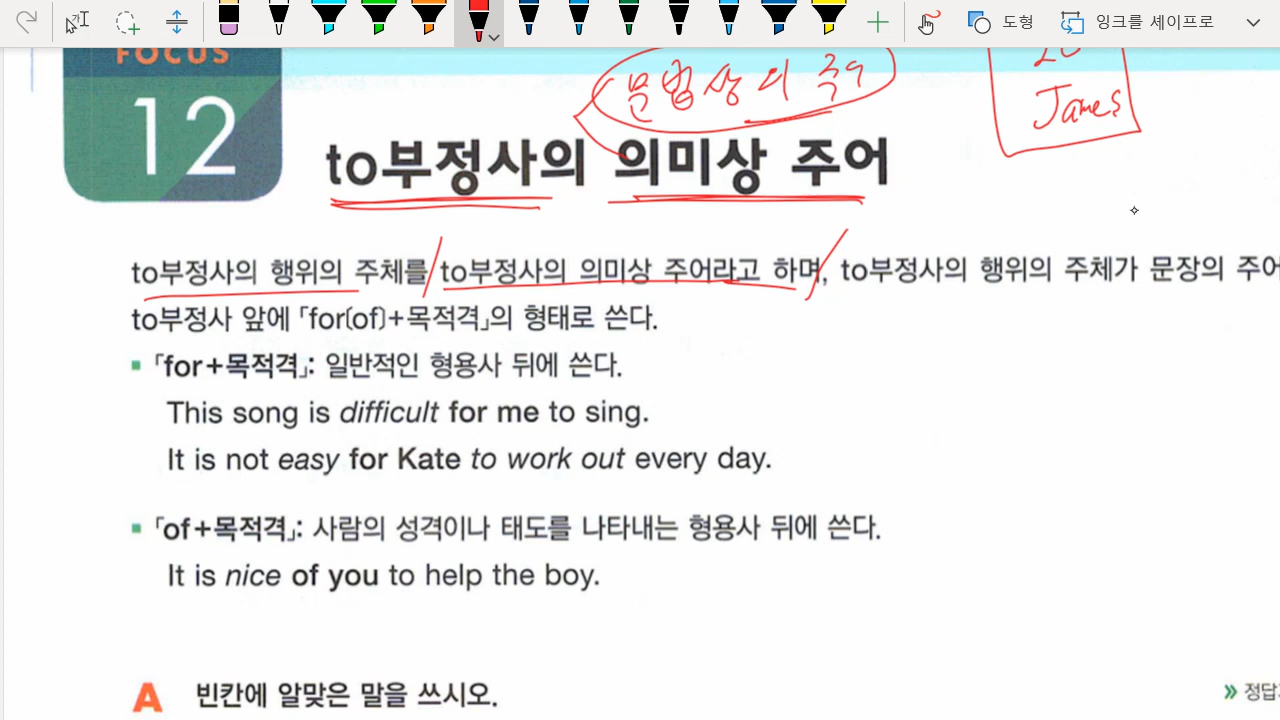 도형
잉크를 셰이프로
FOCUS
12
문법상의 주어
James
to부정사의 의미상 주어
to부정사의 행위의 주체를 to부정사의 의미상 주어라고 하며, to부정사의 행위의 주체가 문장의 주어
to부정사 앞에 「for(of)+목적격」의 형태로 쓴다.
「for+목적격」: 일반적인 형용사 뒤에 쓴다.
This song is difficult for me to sing.
It is not easy for Kate to work out every day.
「of+목적격」: 사람의 성격이나 태도를 나타내는 형용사 뒤에 쓴다.
It is nice of you to help the boy.
A 빈칸에 알맞은 말을 쓰시오.
» 정답